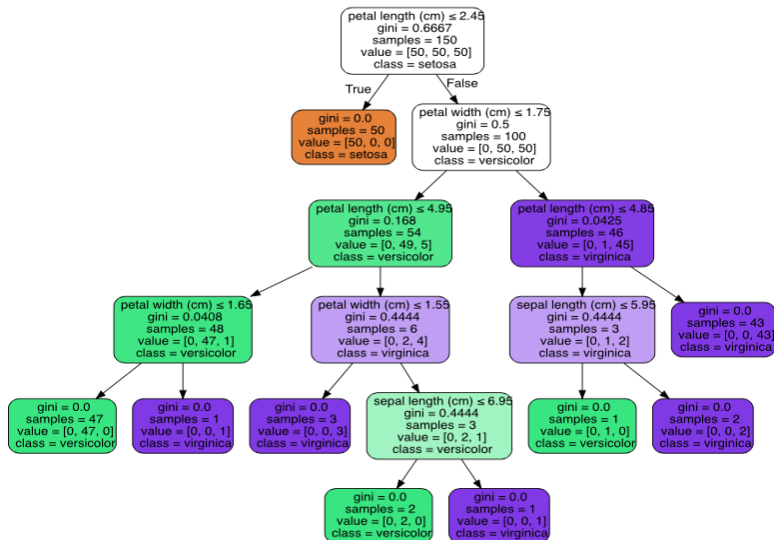 petal length (cm) ≤ 2.45
gini = 0.6667
samples = 150
value = [50, 50, 50]
class = setosa
True
False
gini = 0.0
samples = 50
value = [50, 0, 0]
class = setosa
petal width (cm) ≤ 1.75
gini = 0.5
samples = 100
value = [0, 50, 50]
class = versicolor
petal length (cm) ≤ 4.95
gini = 0.168
samples = 54
value = [0, 49, 5]
class = versicolor
petal length (cm) ≤ 4.85
gini = 0.0425
samples = 46
value = [0, 1, 45]
class = virginica
petal width (cm) ≤ 1.65
gini = 0.0408
samples = 48
value = [0, 47, 1]
class = versicolor
petal width (cm) ≤ 1.55
gini = 0.4444
samples = 6
value = [0, 2, 4]
class = virginica
sepal length (cm) ≤ 5.95
gini = 0.4444
samples = 3
value = [0, 1, 2]
class = virginica
gini = 0.0
samples = 43
value = [0, 0, 43]
class = virginica
gini = 0.0
samples = 47
value = [0, 47, 0]
class = versicolor
gini = 0.0
samples = 1
value = [0, 0, 1]
class = virginica
gini = 0.0
samples = 3
value = [0, 0, 3]
class = virginica
sepal length (cm) ≤ 6.95
gini = 0.4444
samples = 3
value = [0, 2, 1]
class = versicolor
gini = 0.0
samples = 1
value = [0, 1, 0]
class = versicolor
gini = 0.0
samples = 2
value = [0, 0, 2]
class = virginica
gini = 0.0
samples = 2
value = [0, 2, 0]
class = versicolor
gini = 0.0
samples = 1
value = [0, 0, 1]
class = virginica